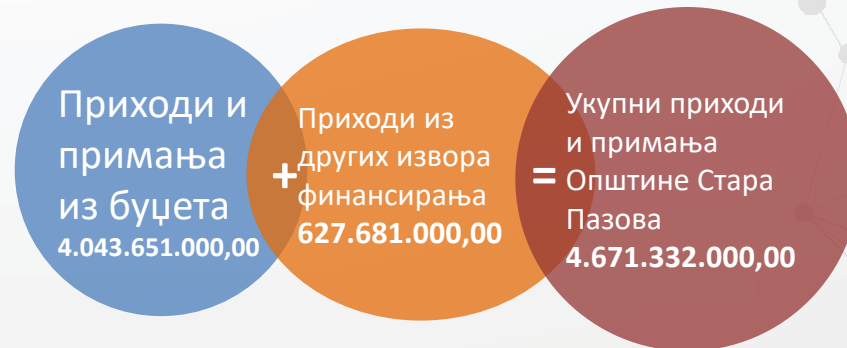 Приходи и
примања
из буџета
4.043.651.000,00
+
Приходи из
других извора
финансирања
627.681.000,00
=
Укупни приходи
и примања
Општине Стара
Пазова
4.671.332.000,00